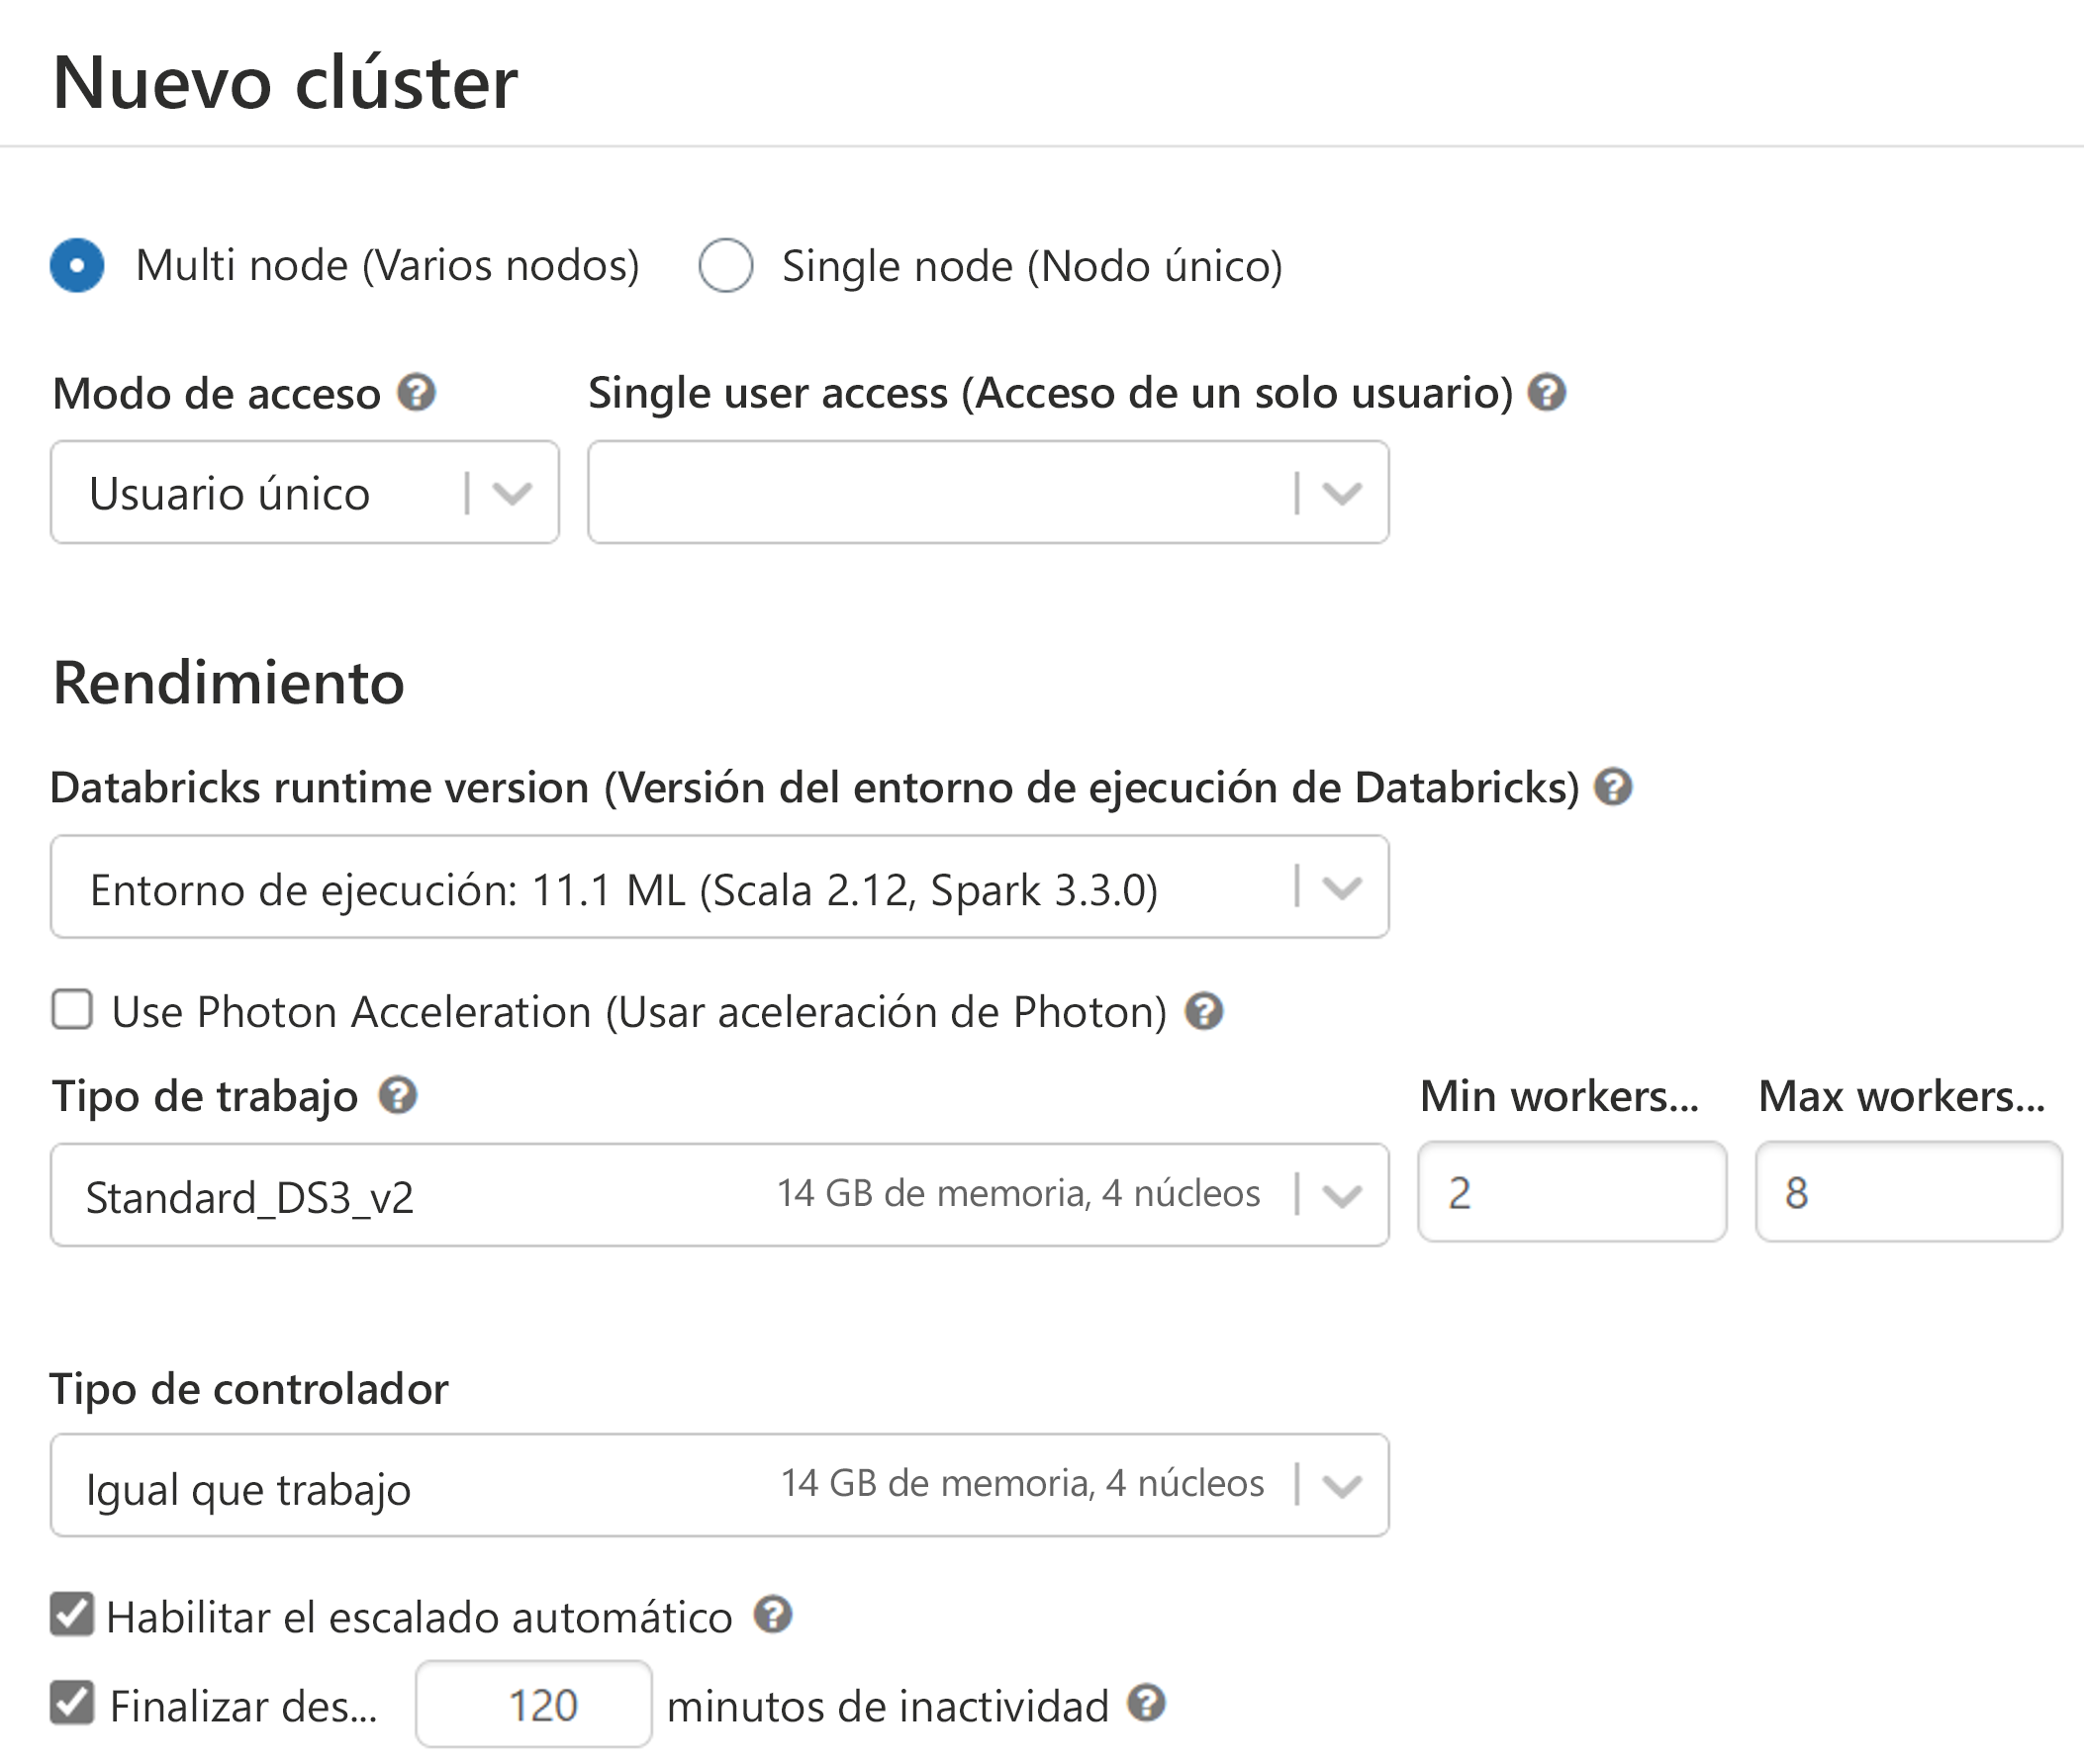 Nuevo clúster
Multi node (Varios nodos) Single node (Nodo único)
Modo de acceso Single user access (Acceso de un solo usuario)
Usuario único
Rendimiento
Databricks runtime version (Versión del entorno de ejecución de Databricks)
Entorno de ejecución: 11.1 ML (Scala 2.12, Spark 3.3.0)
Use Photon Acceleration (Usar aceleración de Photon)
Tipo de trabajo Min workers... Max workers...
Standard_DS3_v2 14 GB de memoria, 4 núcleos 2 8
Tipo de controlador
Igual que trabajo 14 GB de memoria, 4 núcleos
Habilitar el escalado automático
Finalizar des... 120 minutos de inactividad